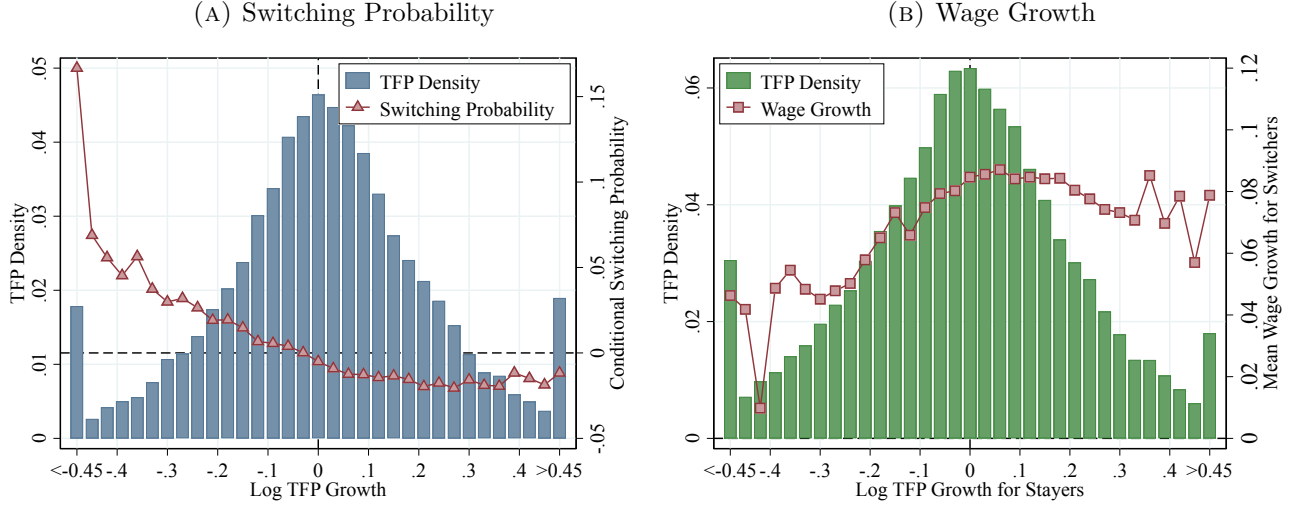 (A) Switching Probability
TFP Density
Switching Probability
.05
.04
.03
.02
.01
0
TFP Density
.15
.1
.05
0
-.05
Conditional Switching Probability
<-0.45 -.4 -.3 -.2 -.1 0 .1 .2 .3 .4 >0.45
Log TFP Growth
(B) Wage Growth
TFP Density
Wage Growth
.06
.04
.02
0
TFP Density
.12
.1
.08
.06
.04
.02
0
Mean Wage Growth for Switchers
<-0.45 -.4 -.3 -.2 -.1 0 .1 .2 .3 .4 >0.45
Log TFP Growth for Stayers